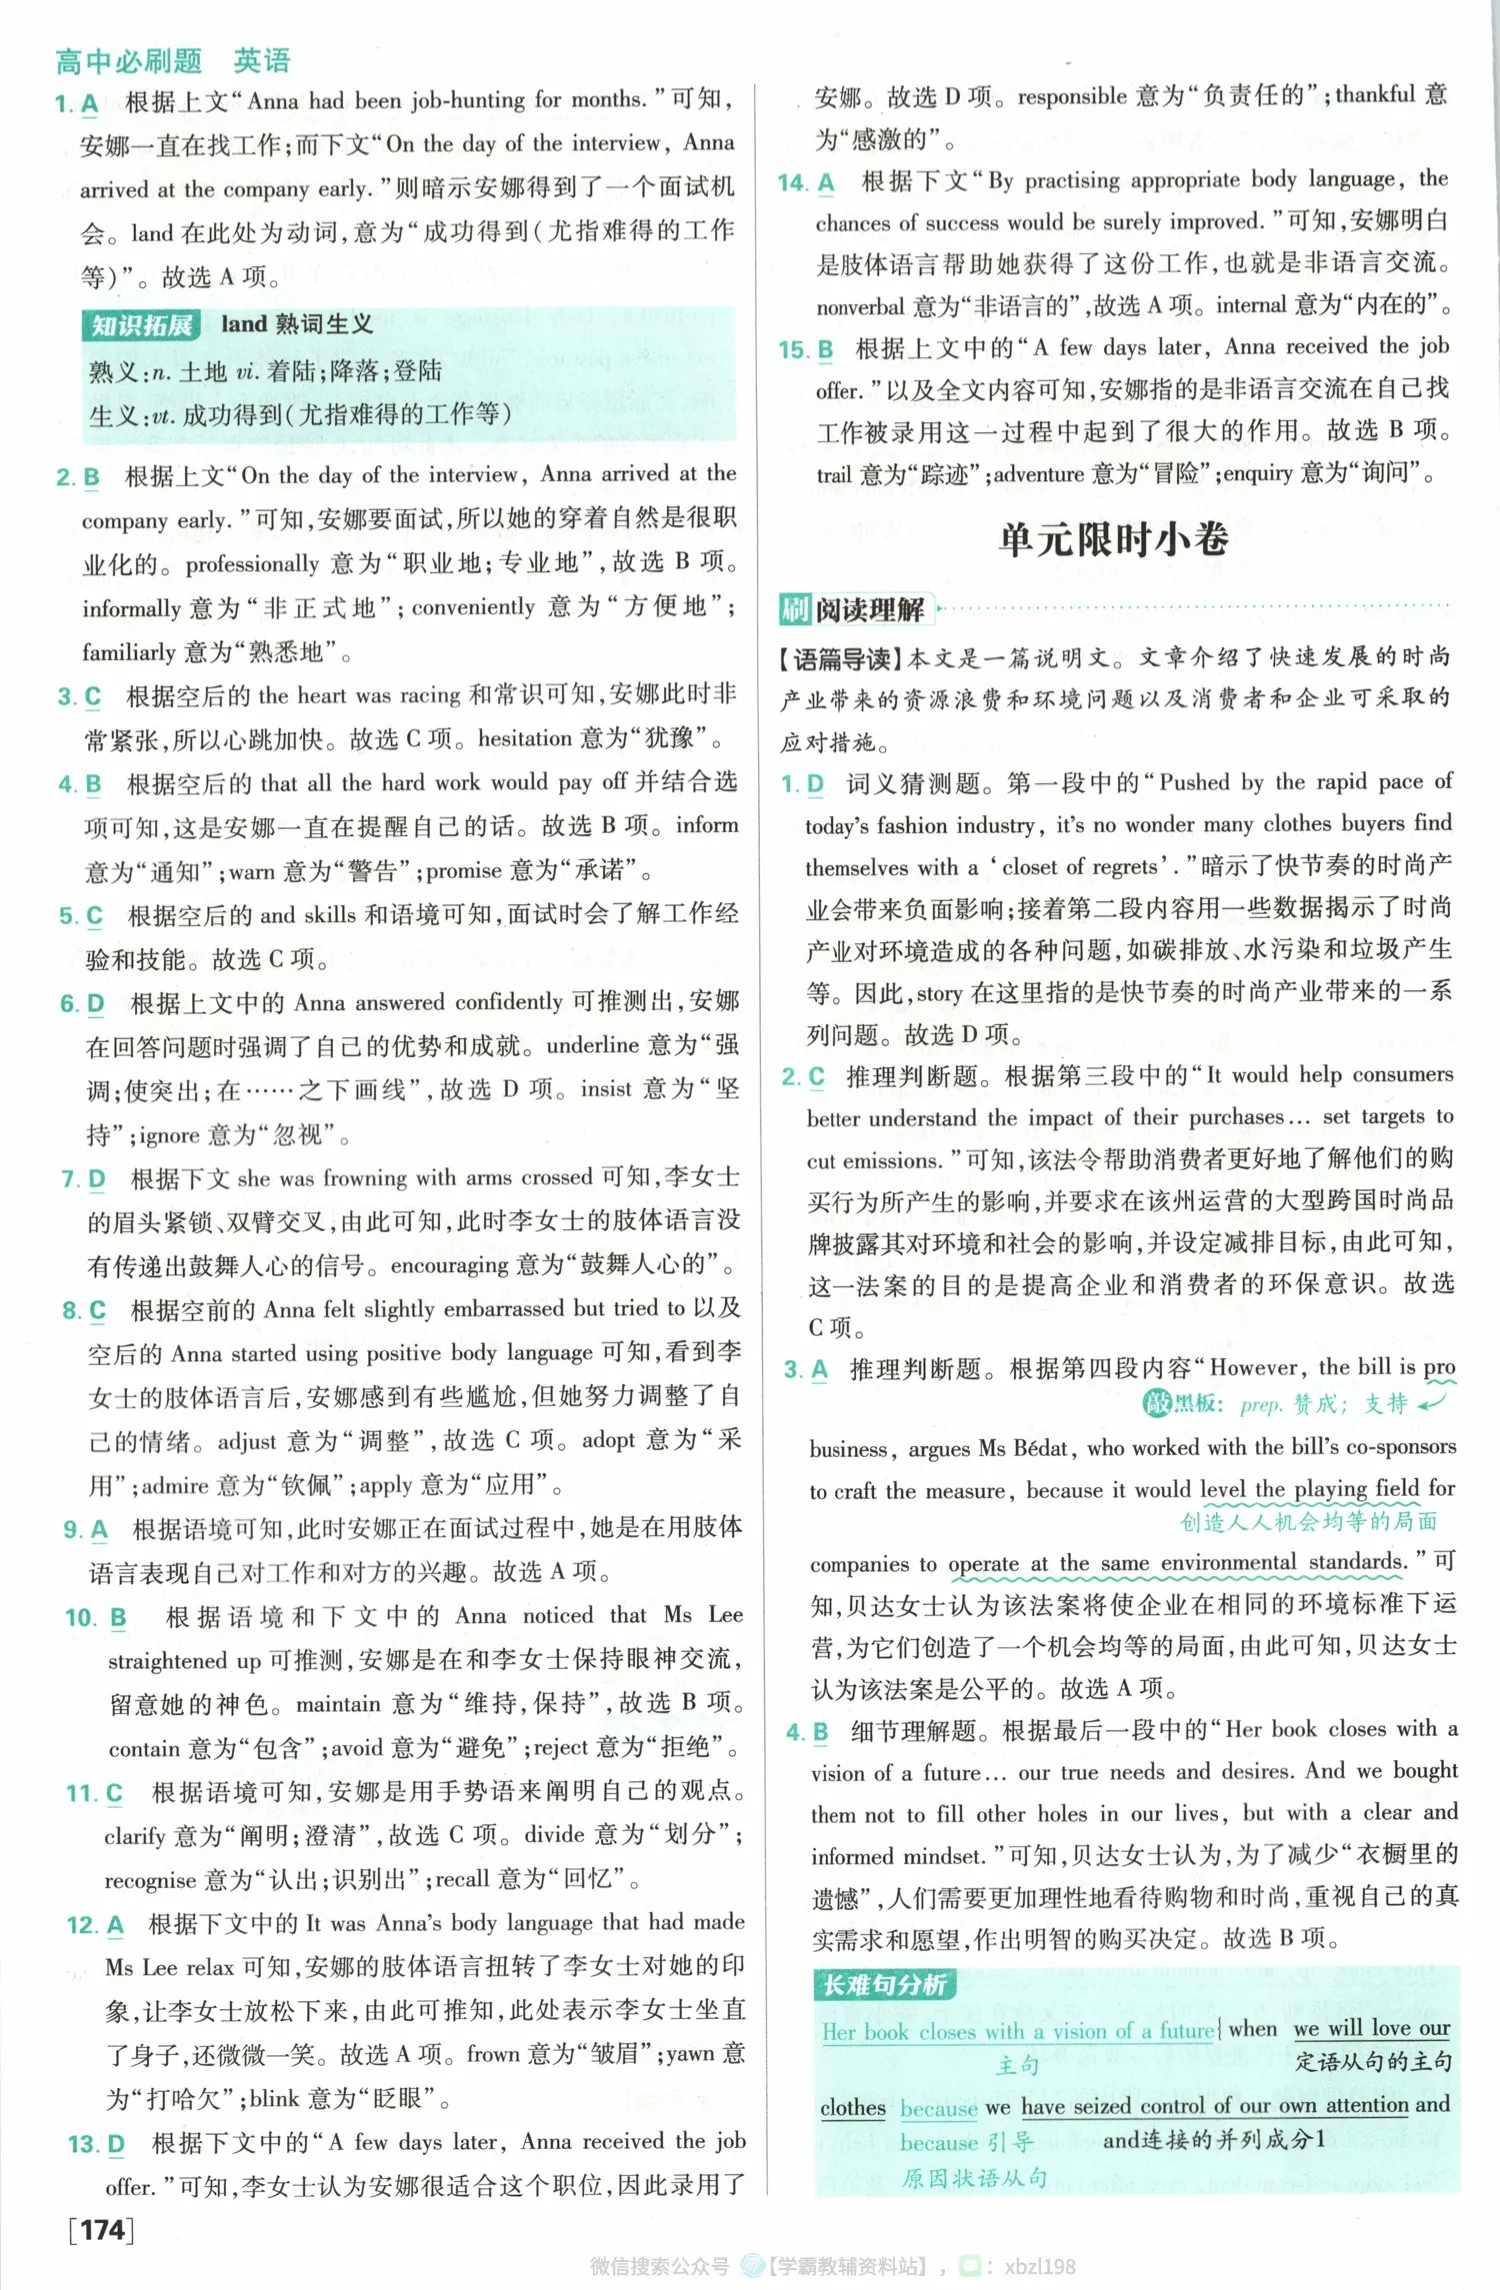 高中必刷题 英语
1. A 根据上文“Anna had been job-hunting for months.”可知,
安娜一直在找工作;而下文“On the day of the interview, Anna
arrived at the company early.”则暗示安娜得到了一个面试机
会。land 在此处为动词,意为“成功得到(尤指难得的工作
等)”。故选 A 项。
知识拓展 land 熟词生义
熟义:n. 土地 vi. 着陆;降落;登陆
生义:vt. 成功得到(尤指难得的工作等)
2. B 根据上文“On the day of the interview, Anna arrived at the
company early.”可知,安娜要面试,所以她的穿着自然是很职
业化的。professionally 意为“职业地;专业地”,故选 B 项。
informally 意为“非正式地”;conveniently 意为“方便地”;
familiarly 意为“熟悉地”。
3. C 根据空后的 the heart was racing 和常识可知,安娜此时非
常紧张,所以心跳加快。故选 C 项。hesitation 意为“犹豫”。
4. B 根据空后的 that all the hard work would pay off 并结合选
项可知,这是安娜一直在提醒自己的话。故选 B 项。inform
意为“通知”;warn 意为“警告”;promise 意为“承诺”。
5. C 根据空后的 and skills 和语境可知,面试时会了解工作经
验和技能。故选 C 项。
6. D 根据上文中的 Anna answered confidently 可推测出,安娜
在回答问题时强调了自己的优势和成就。underline 意为“强
调;使突出;在……之下画线”,故选 D 项。insist 意为“坚
持”;ignore 意为“忽视”。
7. D 根据下文 she was frowning with arms crossed 可知,李女士
的眉头紧锁、双臂交叉,由此可知,此时李女士的肢体语言没
有传递出鼓舞人心的信号。encouraging 意为“鼓舞人心的”。
8. C 根据空前的 Anna felt slightly embarrassed but tried to 以及
空后的 Anna started using positive body language 可知,看到李
女士的肢体语言后,安娜感到有些尴尬,但她努力调整了自
己的情绪。adjust 意为“调整”,故选 C 项。adopt 意为“采
用”;admire 意为“钦佩”;apply 意为“应用”。
9. A 根据语境可知,此时安娜正在面试过程中,她是在用肢体
语言表现自己对工作和对方的兴趣。故选 A 项。
10. B 根据语境和下文中的 Anna noticed that Ms Lee
straightened up 可推测,安娜是在和李女士保持眼神交流,
留意她的神色。maintain 意为“维持,保持”,故选 B 项。
contain 意为“包含”;avoid 意为“避免”;reject 意为“拒绝”。
11. C 根据语境可知,安娜是用手势语来阐明自己的观点。
clarify 意为“阐明;澄清”,故选 C 项。divide 意为“划分”;
recognise 意为“认出;识别出”;recall 意为“回忆”。
12. A 根据下文中的 It was Anna's body language that had made
Ms Lee relax 可知,安娜的肢体语言扭转了李女士对她的印
象,让李女士放松下来,由此可推知,此处表示李女士坐直
了身子,还微微一笑。故选 A 项。frown 意为“皱眉”;yawn 意
为“打哈欠”;blink 意为“眨眼”。
13. D 根据下文中的“A few days later, Anna received the job
offer.”可知,李女士认为安娜很适合这个职位,因此录用了
[174]
安娜。故选 D 项。responsible 意为“负责任的”;thankful 意
为“感激的”。
14. A 根据下文“By practising appropriate body language, the
chances of success would be surely improved.”可知,安娜明白
是肢体语言帮助她获得了这份工作,也就是非语言交流。
nonverbal 意为“非语言的”,故选 A 项。internal 意为“内在的”。
15. B 根据上文中的“A few days later, Anna received the job
offer.”以及全文内容可知,安娜指的是非语言交流在自己找
工作被录用这一过程中起到了很大的作用。故选 B 项。
trail 意为“踪迹”;adventure 意为“冒险”;enquiry 意为“询问”。
单元限时小卷
刷 阅读理解
【语篇导读】本文是一篇说明文。文章介绍了快速发展的时尚
产业带来的资源浪费和环境问题以及消费者和企业可采取的
应对措施。
1. D 词义猜测题。第一段中的“Pushed by the rapid pace of
today's fashion industry, it's no wonder many clothes buyers find
themselves with a ‘closet of regrets’.”暗示了快节奏的时尚产
业会带来负面影响;接着第二段内容用一些数据揭示了时尚
产业对环境造成的各种问题,如碳排放、水污染和垃圾产生
等。因此,story 在这里指的是快节奏的时尚产业带来的一系
列问题。故选 D 项。
2. C 推理判断题。根据第三段中的“It would help consumers
better understand the impact of their purchases... set targets to
cut emissions.”可知,该法令帮助消费者更好地了解他们的购
买行为所产生的影响,并要求在该州运营的大型跨国时尚品
牌披露其对环境和社会的影响,并设定减排目标,由此可知,
这一法案的目的是提高企业和消费者的环保意识。故选
C 项。
3. A 推理判断题。根据第四段内容“However, the bill is pro
敲黑板:prep. 赞成;支持
business, argues Ms Bédat, who worked with the bill's co-sponsors
to craft the measure, because it would level the playing field for
创造人人机会均等的局面
companies to operate at the same environmental standards.”可
知,贝达女士认为该法案将使企业在相同的环境标准下运
营,为它们创造了一个机会均等的局面,由此可知,贝达女士
认为该法案是公平的。故选 A 项。
4. B 细节理解题。根据最后一段中的“Her book closes with a
vision of a future... our true needs and desires. And we bought
them not to fill other holes in our lives, but with a clear and
informed mindset.”可知,贝达女士认为,为了减少“衣橱里的
遗憾”,人们需要更加理性地看待购物和时尚,重视自己的真
实需求和愿望,作出明智的购买决定。故选 B 项。
长难句分析
Her book closes with a vision of a future{when we will love our
主句 定语从句的主句
clothes because we have seized control of our own attention and
because 引导 and连接的并列成分1
原因状语从句
微信搜索公众号【学霸教辅资料站】,:xbzl198